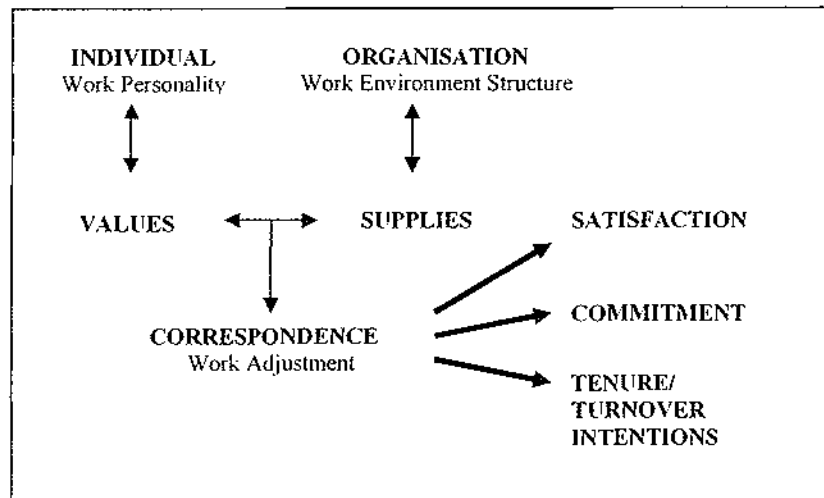 INDIVIDUAL
Work Personality
ORGANISATION
Work Environment Structure
VALUES
SUPPLIES
SATISFACTION
COMMITMENT
CORRESPONDENCE
Work Adjustment
TENURE/
TURNOVER
INTENTIONS